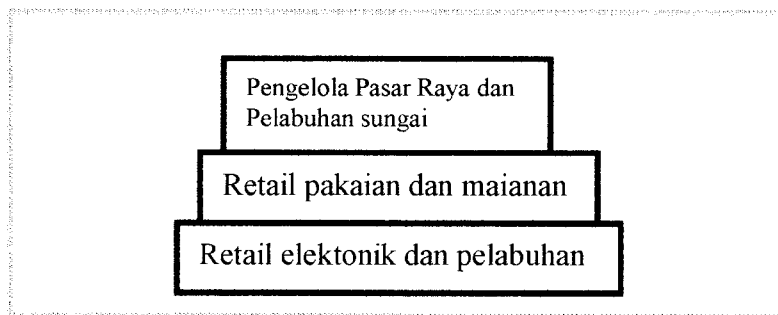 Pengelola Pasar Raya dan
Pelabuhan sungai
Retail pakaian dan maianan
Retail elektonik dan pelabuhan